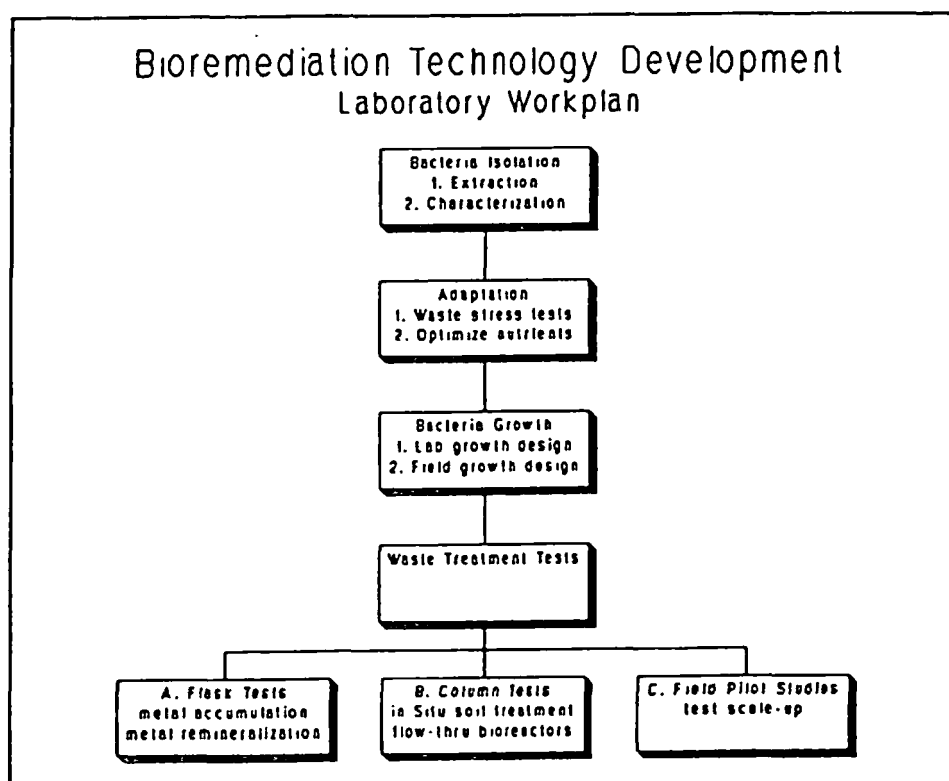 Bioremediation Technology Development
Laboratory Workplan
Bacteria Isolation
1. Extraction
2. Characterization
Adaptation
1. Waste stress tests
2. Optimize nutrients
Bacteria Growth
1. Lab growth design
2. Field growth design
Waste Treatment Tests
A. Flask Tests
metal accumulation
metal remineralization
B. Column Tests
in Situ soil treatment
flow-thru bioreactors
C. Field Pilot Studies
test scale-up